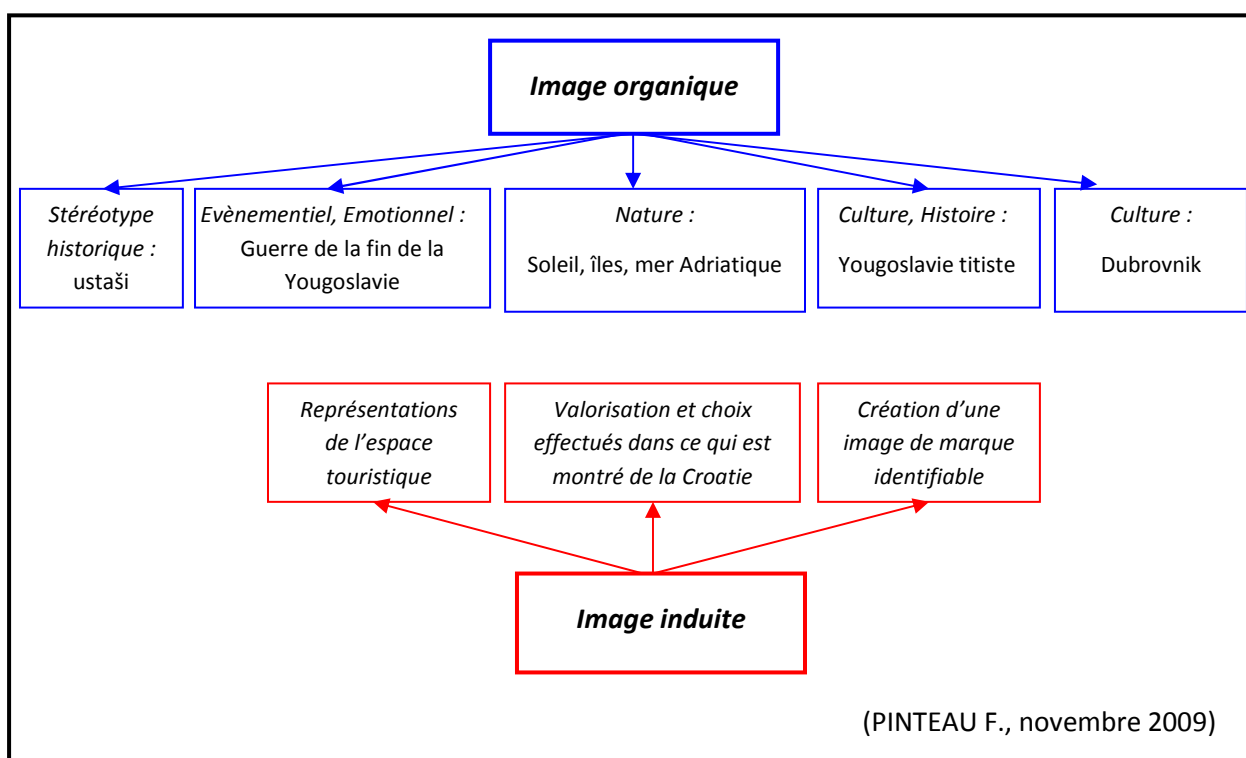 Image organique
Stéréotype
historique :
ustaši
Evènementiel, Emotionnel :
Guerre de la fin de la
Yougoslavie
Nature :
Soleil, îles, mer Adriatique
Culture, Histoire :
Yougoslavie titiste
Culture :
Dubrovnik
Représentations
de l’espace
touristique
Valorisation et choix
effectués dans ce qui est
montré de la Croatie
Création d’une
image de marque
identifiable
Image induite
(PINTEAU F., novembre 2009)